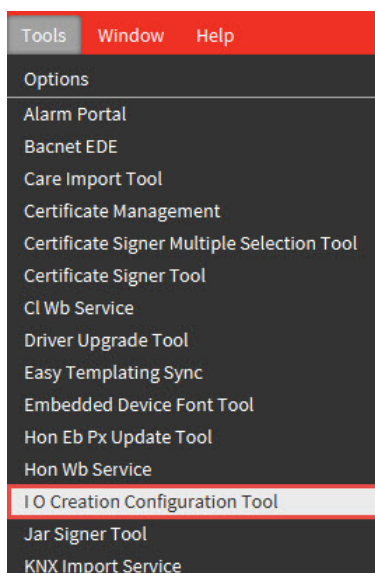 Tools Window Help
Options
Alarm Portal
Bacnet EDE
Care Import Tool
Certificate Management
Certificate Signer Multiple Selection Tool
Certificate Signer Tool
Cl Wb Service
Driver Upgrade Tool
Easy Templating Sync
Embedded Device Font Tool
Hon Eb Px Update Tool
Hon Wb Service
I O Creation Configuration Tool
Jar Signer Tool
KNX Import Service